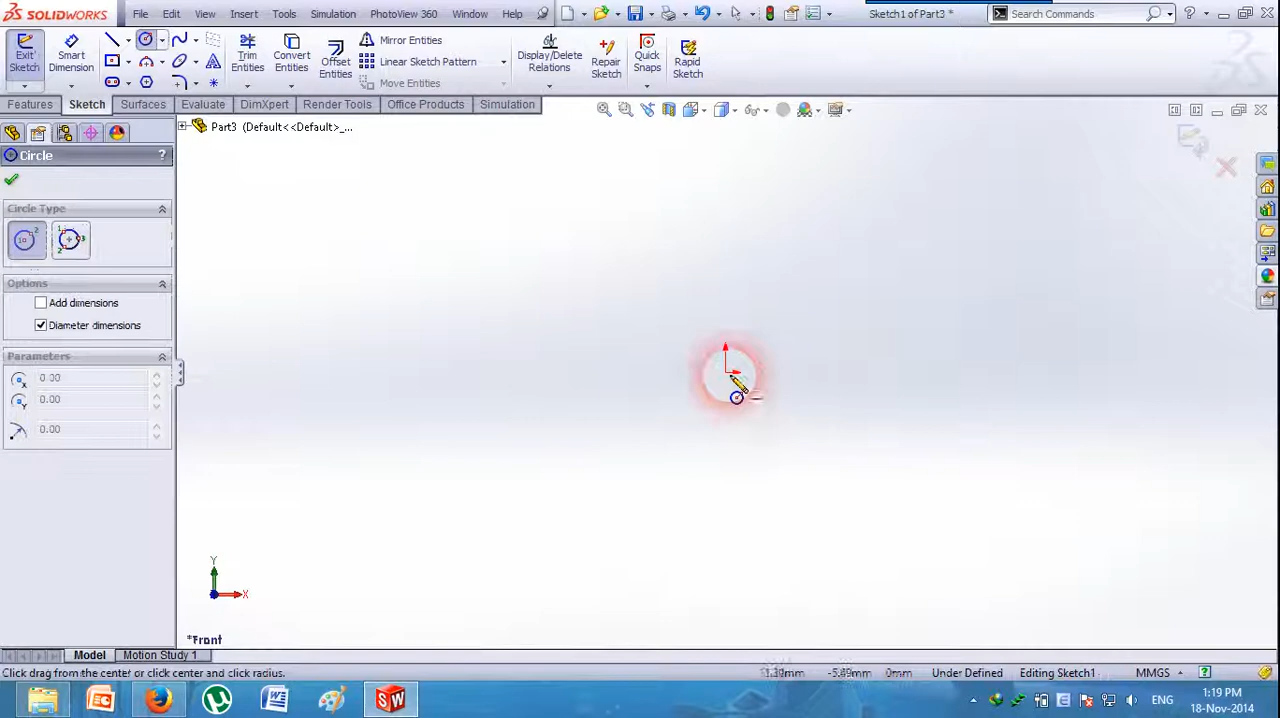 SOLIDWORKS File Edit View Insert Tools Simulation PhotoView 360 Window Help Sketch1 of Part3 * Search Commands
Exit Sketch
Smart Dimension
Trim Entities
Convert Entities
Offset Entities
Mirror Entities
Linear Sketch Pattern
Move Entities
Display/Delete Relations
Repair Sketch
Quick Snaps
Rapid Sketch
Features Sketch Surfaces Evaluate DimXpert Render Tools Office Products Simulation
Part3 (Default<<Default>_...
Circle ?
Circle Type
Options
Add dimensions
Diameter dimensions
Parameters
0.00
0.00
0.00
Y
X
*Front
Model Motion Study 1
Click drag from the center or click center and click radius. -5.49mm 0mm Under Defined Editing Sketch1 MMGS
ENG
1:19 PM
18-Nov-2014